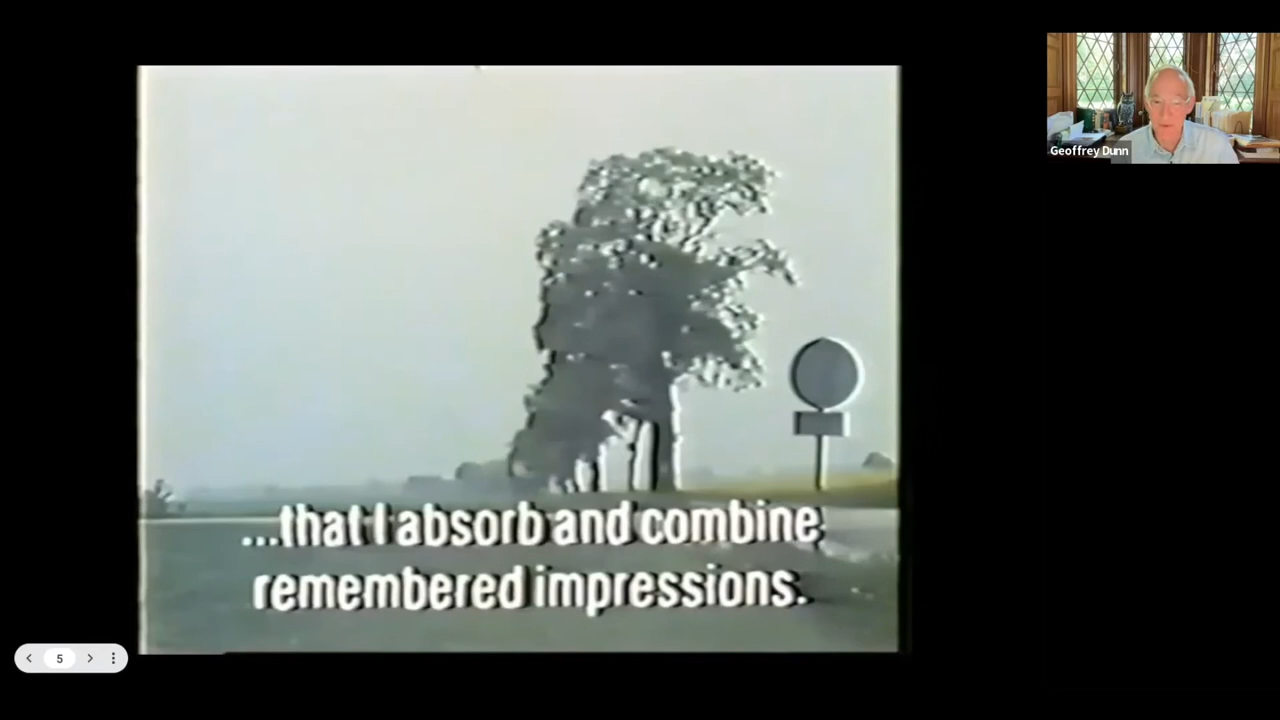 Geoffrey Dunn
...that I absorb and combine
remembered impressions.
5